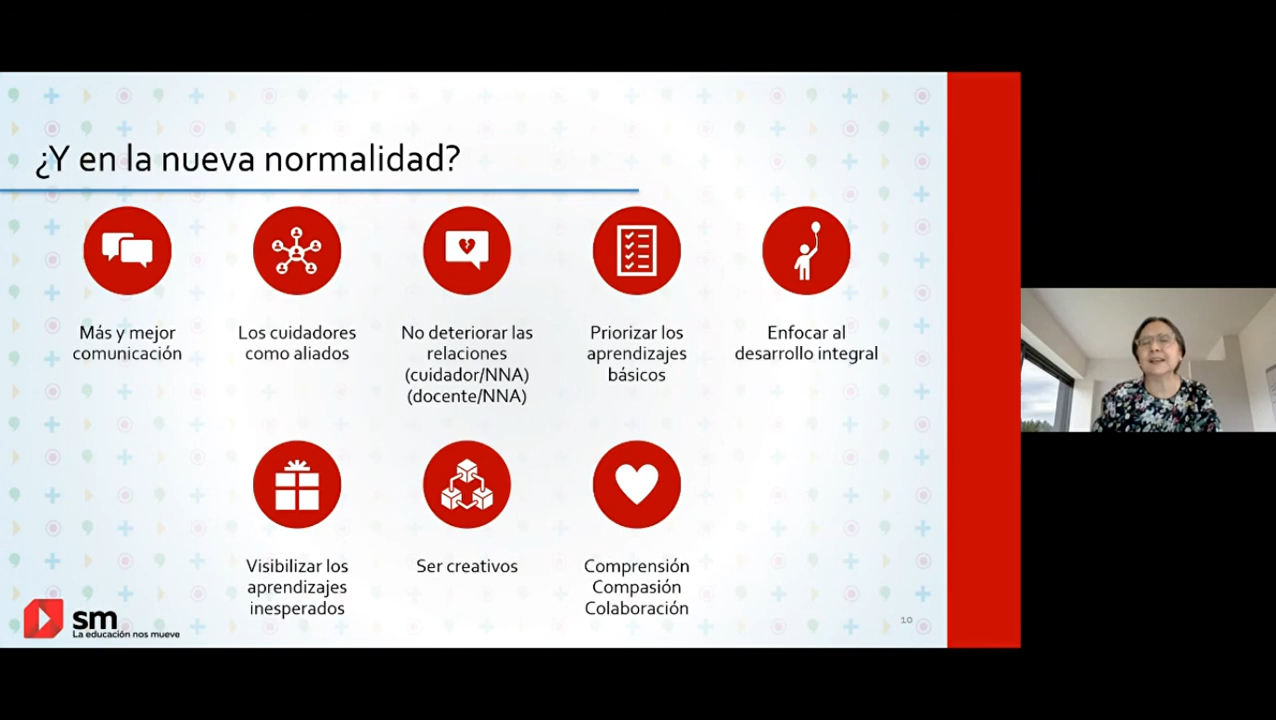 ¿Y en la nueva normalidad?
Más y mejor
comunicación
Los cuidadores
como aliados
No deteriorar las
relaciones
(cuidador/NNA)
(docente/NNA)
Priorizar los
aprendizajes
básicos
Enfocar al
desarrollo integral
Visibilizar los
aprendizajes
inesperados
Ser creativos
Comprensión
Compasión
Colaboración
sm
La educación nos mueve
10